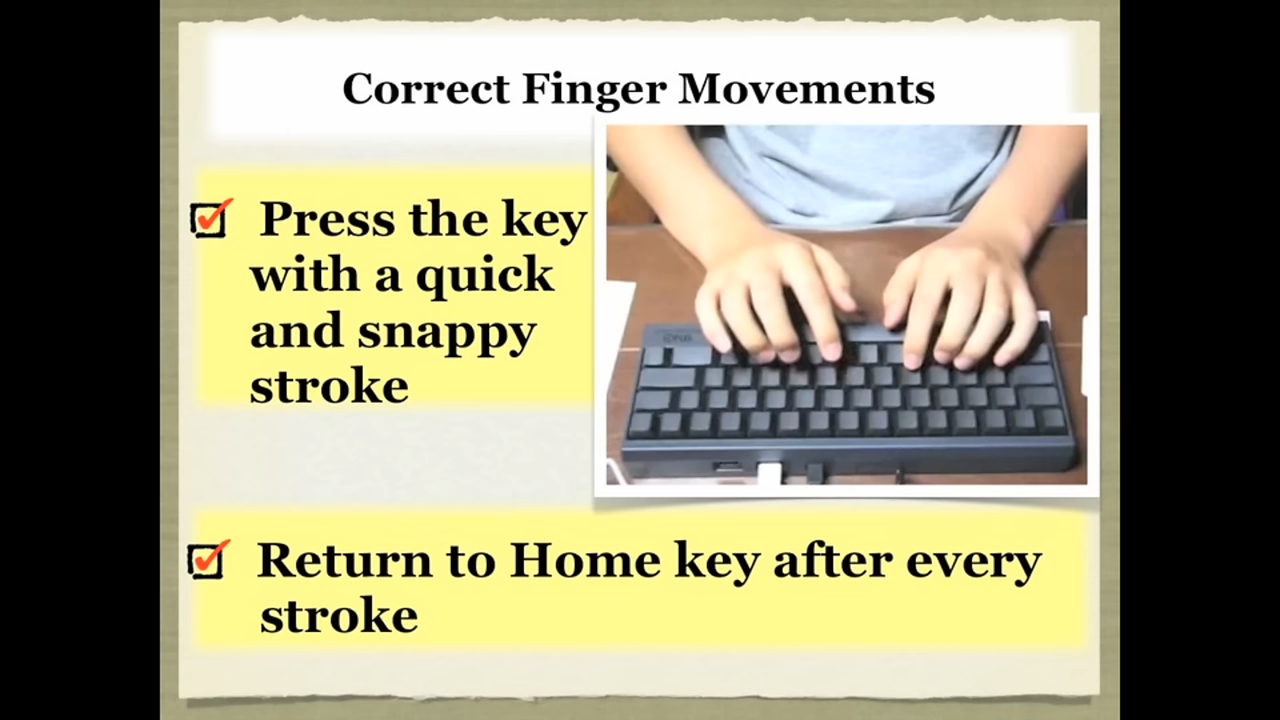 Correct Finger Movements
Press the key
with a quick
and snappy
stroke
Return to Home key after every
stroke